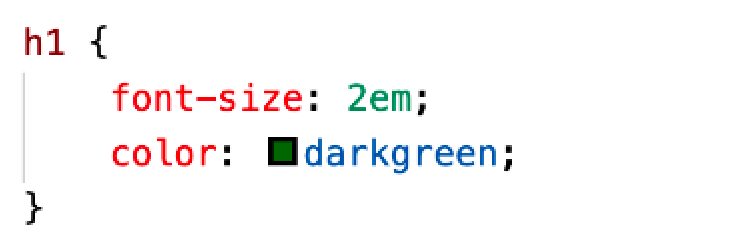 h1 {
    font-size: 2em;
    color: darkgreen;
}